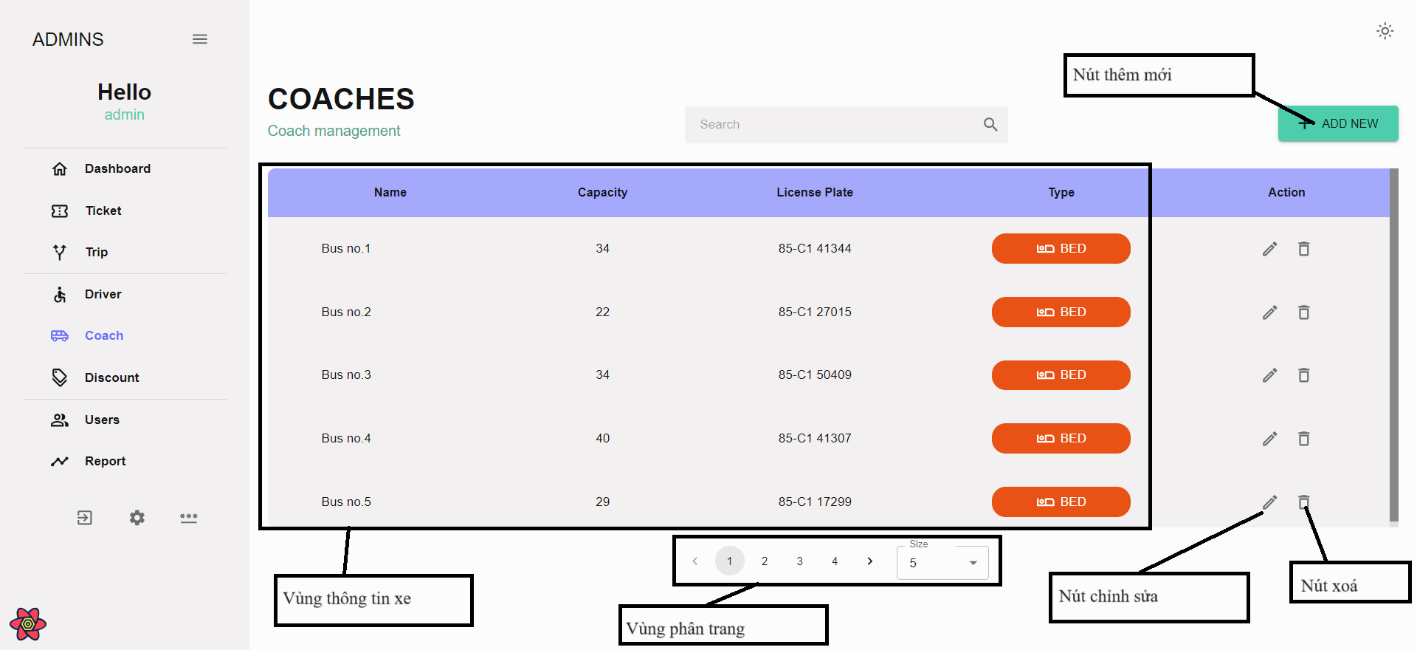 ADMINS
Hello
admin
Dashboard
Ticket
Trip
Driver
Coach
Discount
Users
Report
COACHES
Coach management
Search
Nút thêm mới
ADD NEW
Name Capacity License Plate Type Action
Bus no.1 34 85-C1 41344 BED
Bus no.2 22 85-C1 27015 BED
Bus no.3 34 85-C1 50409 BED
Bus no.4 40 85-C1 41307 BED
Bus no.5 29 85-C1 17299 BED
1 2 3 4
Size
5
Vùng thông tin xe
Vùng phân trang
Nút chỉnh sửa
Nút xoá